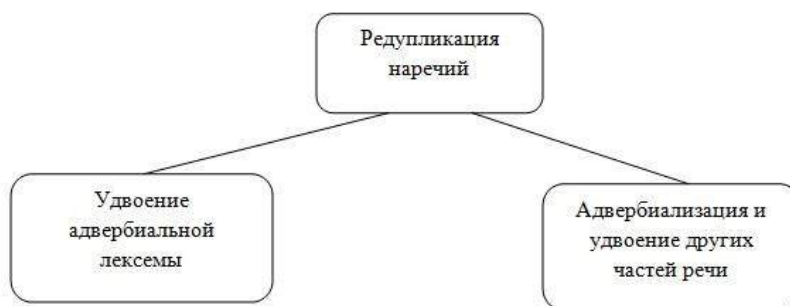 Редупликация
наречий
Удвоение
адвербиальной
лексемы
Адвербиализация и
удвоение других
частей речи